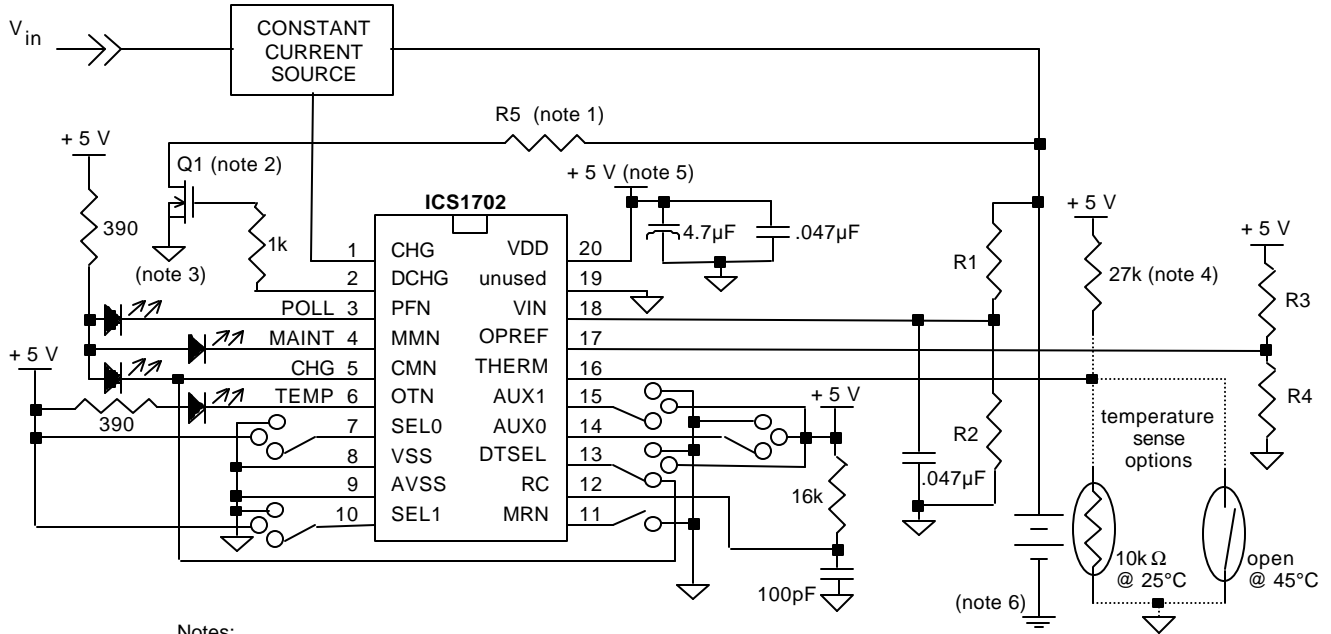 V in
CONSTANT
CURRENT
SOURCE
R5 (note 1)
+ 5 V
Q1 (note 2)
+ 5 V (note 5)
ICS1702
390
1k
4.7µF
.047µF
+ 5 V
+ 5 V
(note 3)
R1
27k (note 4)
R3
1 CHG VDD 20
2 DCHG unused 19
POLL 3 PFN VIN 18
MAINT 4 MMN OPREF 17
+ 5 V
CHG 5 CMN THERM 16
TEMP 6 OTN AUX1 15
390
7 SEL0 AUX0 14
8 VSS DTSEL 13
9 AVSS RC 12
10 SEL1 MRN 11
+ 5 V
R4
temperature
sense
options
R2
.047µF
16k
10k Ω
@ 25°C
open
@ 45°C
100pF
(note 6)